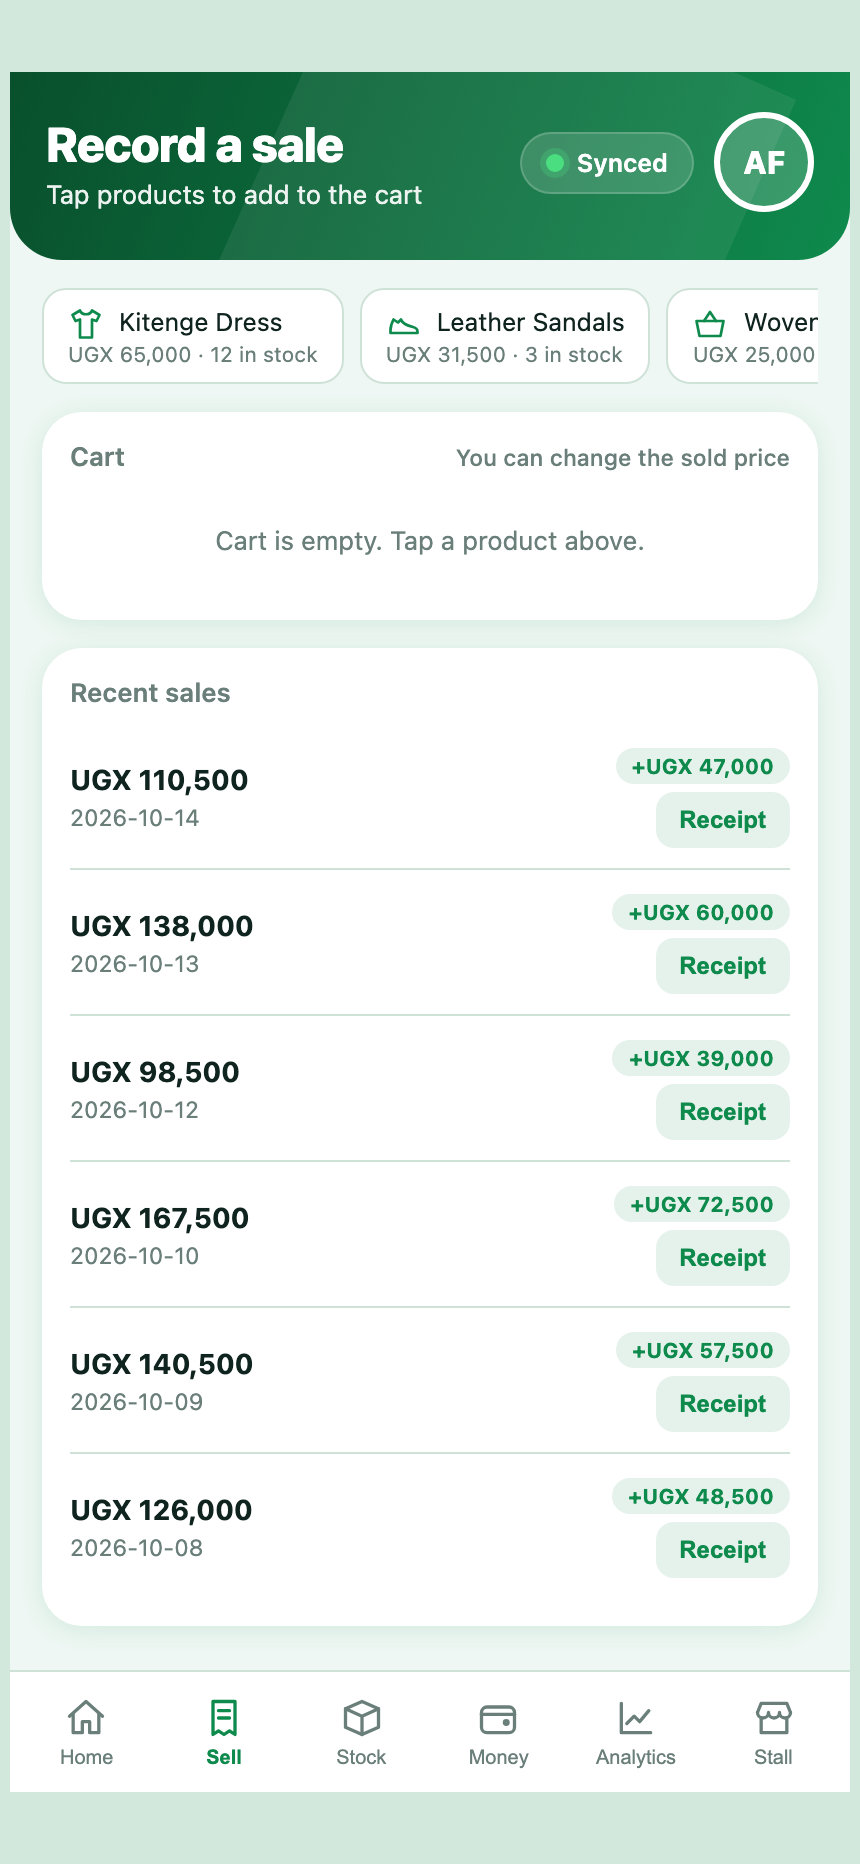 Record a sale
Tap products to add to the cart
Synced
AF
Kitenge Dress
UGX 65,000 · 12 in stock
Leather Sandals
UGX 31,500 · 3 in stock
UGX 25,000
Cart
You can change the sold price
Cart is empty. Tap a product above.
Recent sales
UGX 110,500
2026-10-14
+UGX 47,000
Receipt
UGX 138,000
2026-10-13
+UGX 60,000
Receipt
UGX 98,500
2026-10-12
+UGX 39,000
Receipt
UGX 167,500
2026-10-10
+UGX 72,500
Receipt
UGX 140,500
2026-10-09
+UGX 57,500
Receipt
UGX 126,000
2026-10-08
+UGX 48,500
Receipt
Home
Sell
Stock
Money
Analytics
Stall